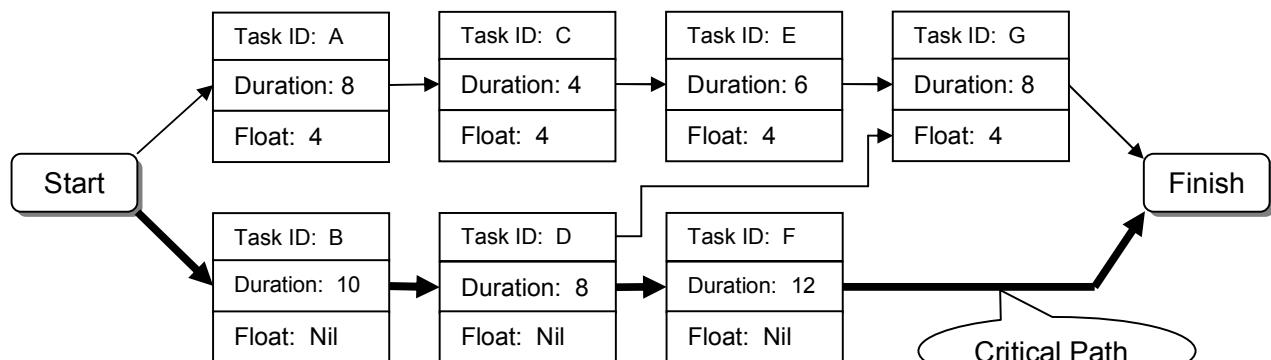 Task ID: A
Duration: 8
Float: 4
Task ID: C
Duration: 4
Float: 4
Task ID: E
Duration: 6
Float: 4
Task ID: G
Duration: 8
Float: 4
Start
Finish
Task ID: B
Duration: 10
Float: Nil
Task ID: D
Duration: 8
Float: Nil
Task ID: F
Duration: 12
Float: Nil
Critical Path